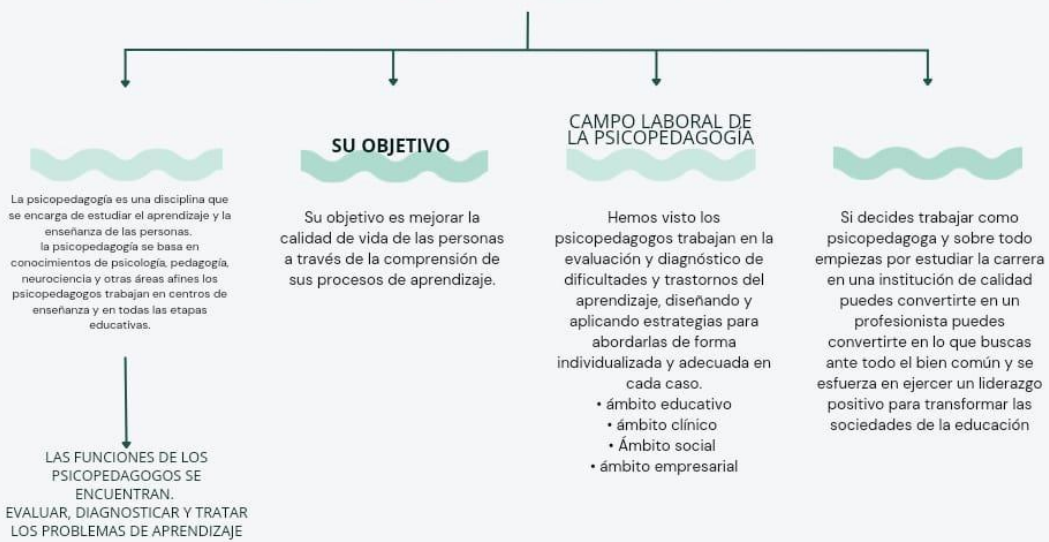 La psicopedagogía es una disciplina que
se encarga de estudiar el aprendizaje y la
enseñanza de las personas.
la psicopedagogía se basa en
conocimientos de psicología, pedagogía,
neurociencia y otras áreas afines los
psicopedagogos trabajan en centros de
enseñanza y en todas las etapas
educativas.
LAS FUNCIONES DE LOS
PSICOPEDAGOGOS SE
ENCUENTRAN.
EVALUAR, DIAGNOSTICAR Y TRATAR
LOS PROBLEMAS DE APRENDIZAJE
SU OBJETIVO
Su objetivo es mejorar la
calidad de vida de las personas
a través de la comprensión de
sus procesos de aprendizaje.
CAMPO LABORAL DE
LA PSICOPEDAGOGÍA
Hemos visto los
psicopedagogos trabajan en la
evaluación y diagnóstico de
dificultades y trastornos del
aprendizaje, diseñando y
aplicando estrategias para
abordarlas de forma
individualizada y adecuada en
cada caso.
• ámbito educativo
• ámbito clínico
• Ámbito social
• ámbito empresarial
Si decides trabajar como
psicopedagoga y sobre todo
empiezas por estudiar la carrera
en una institución de calidad
puedes convertirte en un
profesionista puedes
convertirte en lo que buscas
ante todo el bien común y se
esfuerza en ejercer un liderazgo
positivo para transformar las
sociedades de la educación